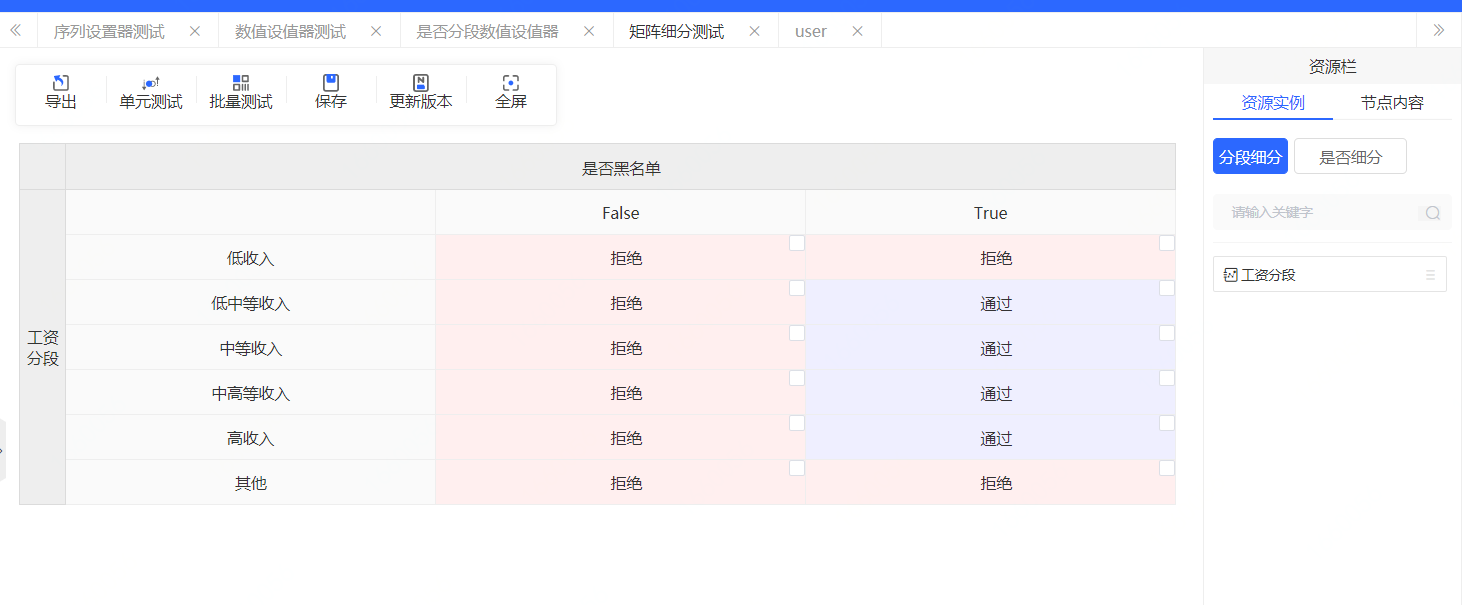 序列设置器测试 数值设值器测试 是否分段数值设值器 矩阵细分测试 user
导出 单元测试 批量测试 保存 更新版本 全屏
资源栏
资源实例 节点内容
分段细分 是否细分
请输入关键字
工资分段
是否黑名单
False True
低收入 拒绝 拒绝
低中等收入 拒绝 通过
工资
分段
中等收入 拒绝 通过
中高等收入 拒绝 通过
高收入 拒绝 通过
其他 拒绝 拒绝